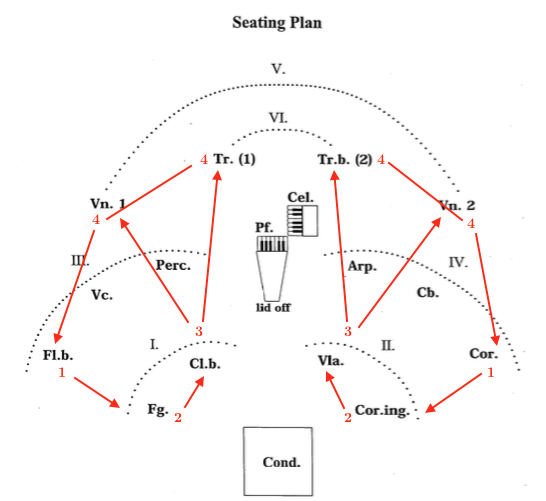 Seating Plan
V.
VI.
4 Tr. (1)
Tr.b. (2) 4
Vn. 1
4
Cel.
Vn. 2
4
Pf.
III.
Perc.
Arp.
IV.
Vc.
Cb.
lid off
3
3
I.
II.
Fl.b.
1
Cl.b.
Vla.
Cor.
1
Fg. 2
2 Cor.ing.
Cond.